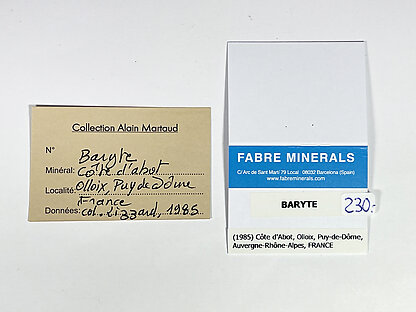 Collection Alain Martaud
N°
Baryte
Minéral: Côte d'abot
Localité: Olloix, Puy de Dôme
France
Données: col. Lizzard, 1985
FABRE MINERALS
C/ Arc de Sant Martí 79 Local · 08032 Barcelona (Spain)
www.fabreminerals.com
BARYTE
230.-
(1985) Côte d'Abot, Olloix, Puy-de-Dôme,
Auvergne-Rhône-Alpes, FRANCE